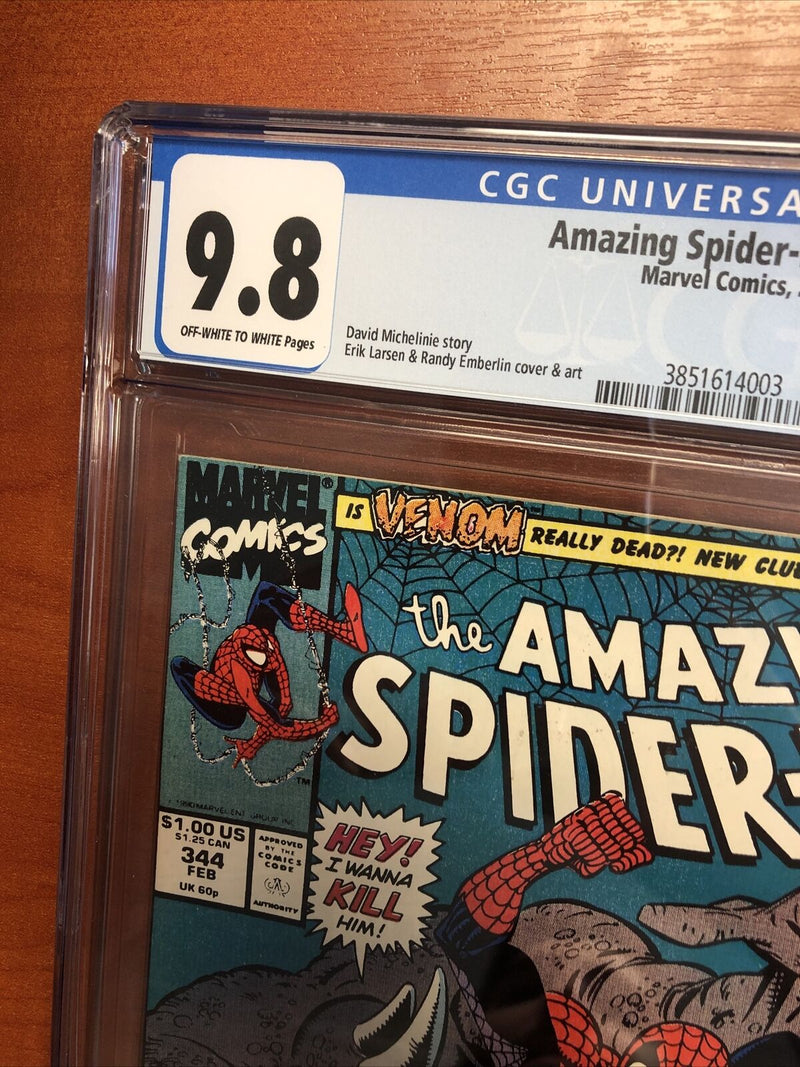 CGC UNIVERSA
9.8
OFF-WHITE TO WHITE Pages
Amazing Spider-
Marvel Comics,
David Michelinie story
Erik Larsen & Randy Emberlin cover & art
3851614003
MARVEL®
COMICS
IS VENOM REALLY DEAD?! NEW CLUE
the AMAZ
SPIDER-
TM
$1.00 US
$1.25 CAN
344
FEB
UK 60p
APPROVED
BY THE
COMICS
CODE
AUTHORITY
HEY!
I WANNA
KILL
HIM!